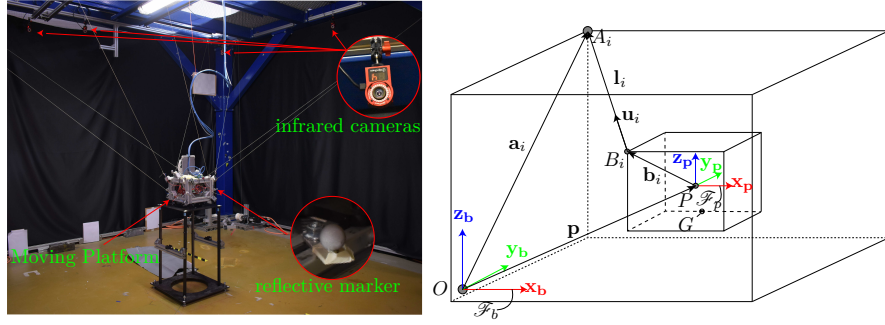 infrared cameras
Moving Platform
reflective marker
A_i
l_i
u_i
a_i
B_i
b_i
z_p
y_p
x_p
P
ℱ_p
G
p
z_b
y_b
O
x_b
ℱ_b